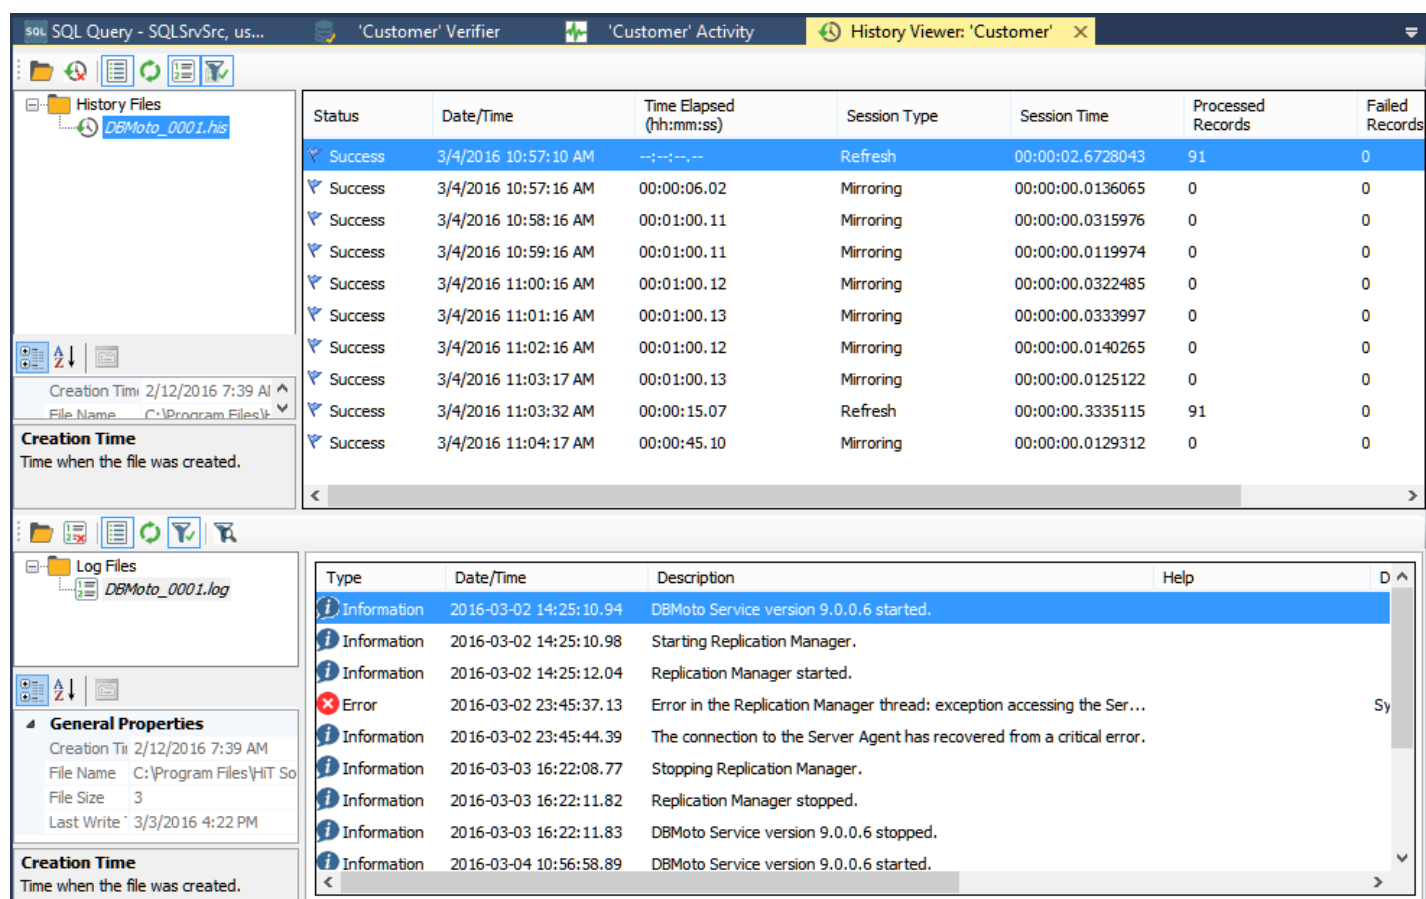 SQL Query - SQLSrvSrc, us...   'Customer' Verifier   'Customer' Activity   History Viewer: 'Customer'
History Files
DBMoto_0001.his
Status   Date/Time   Time Elapsed (hh:mm:ss)   Session Type   Session Time   Processed Records   Failed Records
Success   3/4/2016 10:57:10 AM   --:--:--.--   Refresh   00:00:02.6728043   91   0
Success   3/4/2016 10:57:16 AM   00:00:06.02   Mirroring   00:00:00.0136065   0   0
Success   3/4/2016 10:58:16 AM   00:01:00.11   Mirroring   00:00:00.0315976   0   0
Success   3/4/2016 10:59:16 AM   00:01:00.11   Mirroring   00:00:00.0119974   0   0
Success   3/4/2016 11:00:16 AM   00:01:00.12   Mirroring   00:00:00.0322485   0   0
Success   3/4/2016 11:01:16 AM   00:01:00.13   Mirroring   00:00:00.0333997   0   0
Success   3/4/2016 11:02:16 AM   00:01:00.12   Mirroring   00:00:00.0140265   0   0
Success   3/4/2016 11:03:17 AM   00:01:00.13   Mirroring   00:00:00.0125122   0   0
Success   3/4/2016 11:03:32 AM   00:00:15.07   Refresh   00:00:00.3335115   91   0
Success   3/4/2016 11:04:17 AM   00:00:45.10   Mirroring   00:00:00.0129312   0   0
Creation Tim   2/12/2016 7:39 AM
File Name   C:\Program Files\H
Creation Time
Time when the file was created.
Log Files
DBMoto_0001.log
Type   Date/Time   Description   Help   D
Information   2016-03-02 14:25:10.94   DBMoto Service version 9.0.0.6 started.
Information   2016-03-02 14:25:10.98   Starting Replication Manager.
Information   2016-03-02 14:25:12.04   Replication Manager started.
Error   2016-03-02 23:45:37.13   Error in the Replication Manager thread: exception accessing the Ser...   Sy
Information   2016-03-02 23:45:44.39   The connection to the Server Agent has recovered from a critical error.
Information   2016-03-03 16:22:08.77   Stopping Replication Manager.
Information   2016-03-03 16:22:11.82   Replication Manager stopped.
Information   2016-03-03 16:22:11.83   DBMoto Service version 9.0.0.6 stopped.
Information   2016-03-04 10:56:58.89   DBMoto Service version 9.0.0.6 started.
General Properties
Creation Ti   2/12/2016 7:39 AM
File Name   C:\Program Files\HiT So
File Size   3
Last Write   3/3/2016 4:22 PM
Creation Time
Time when the file was created.